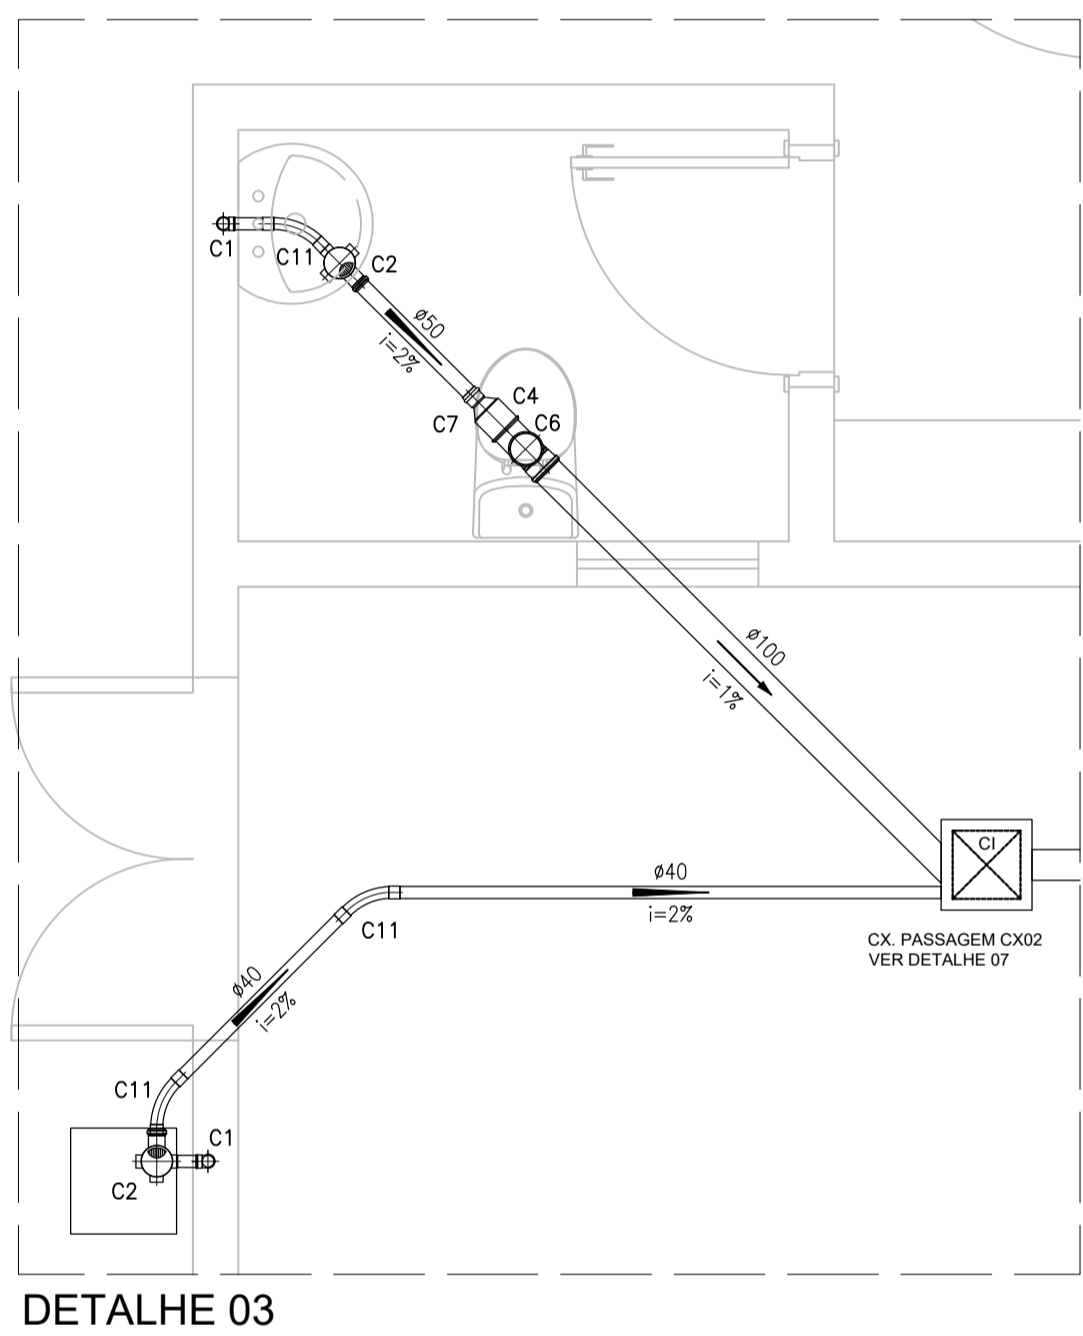 C1
C11
C2
ø50
i=2%
C4
C7
C6
ø100
i=1%
CI
ø40
i=2%
C11
CX. PASSAGEM CX02
VER DETALHE 07
ø40
i=2%
C11
C1
C2
DETALHE 03